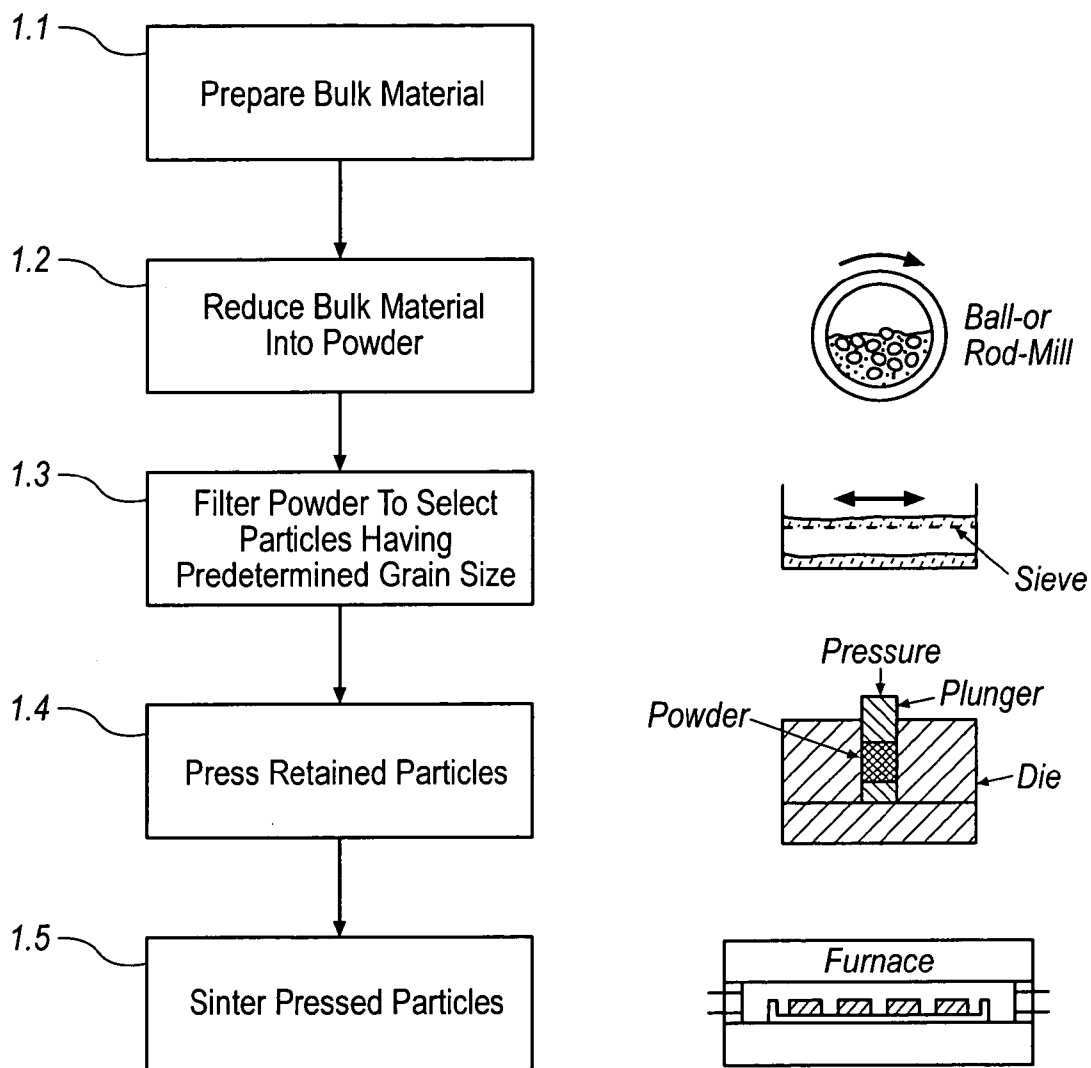 1.1
Prepare Bulk Material
1.2
Reduce Bulk Material
Into Powder
Ball-or
Rod-Mill
1.3
Filter Powder To Select
Particles Having
Predetermined Grain Size
Sieve
1.4
Press Retained Particles
Pressure
Plunger
Powder
Die
1.5
Sinter Pressed Particles
Furnace